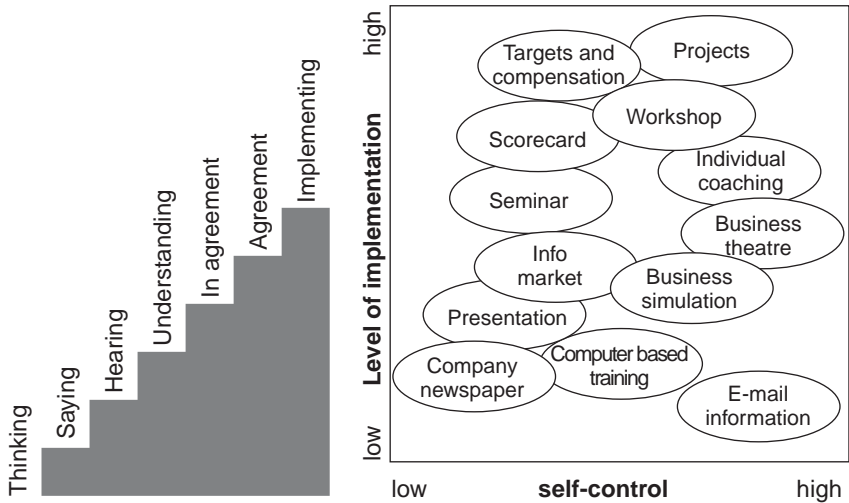 Thinking
Saying
Hearing
Understanding
In agreement
Agreement
Implementing
high
Level of implementation
low
Targets and
compensation
Projects
Workshop
Scorecard
Individual
coaching
Seminar
Business
theatre
Info
market
Business
simulation
Presentation
Computer based
training
Company
newspaper
E-mail
information
low
self-control
high